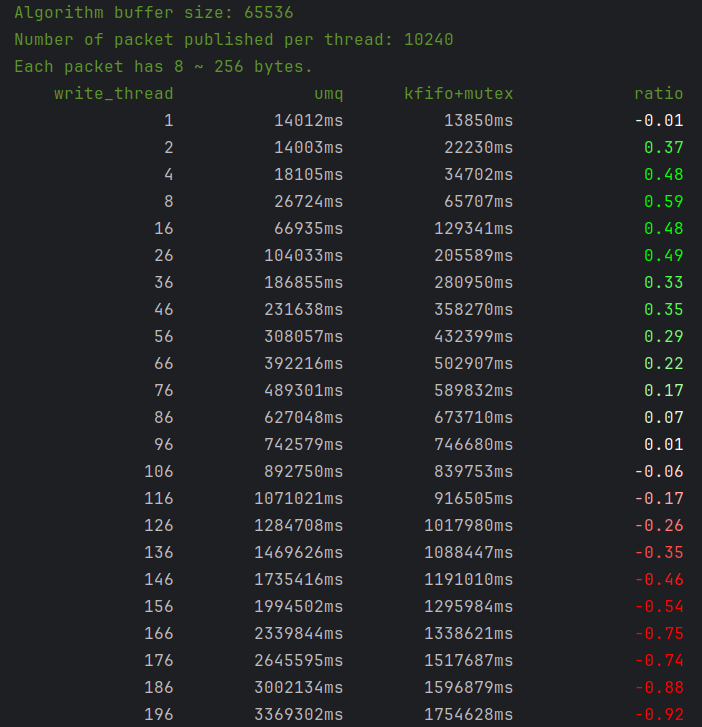 Algorithm buffer size: 65536
Number of packet published per thread: 10240
Each packet has 8 ~ 256 bytes.
write_thread umq kfifo+mutex ratio
1 14012ms 13850ms -0.01
2 14003ms 22230ms 0.37
4 18105ms 34702ms 0.48
8 26724ms 65707ms 0.59
16 66935ms 129341ms 0.48
26 104033ms 205589ms 0.49
36 186855ms 280950ms 0.33
46 231638ms 358270ms 0.35
56 308057ms 432399ms 0.29
66 392216ms 502907ms 0.22
76 489301ms 589832ms 0.17
86 627048ms 673710ms 0.07
96 742579ms 746680ms 0.01
106 892750ms 839753ms -0.06
116 1071021ms 916505ms -0.17
126 1284708ms 1017980ms -0.26
136 1469626ms 1088447ms -0.35
146 1735416ms 1191010ms -0.46
156 1994502ms 1295984ms -0.54
166 2339844ms 1338621ms -0.75
176 2645595ms 1517687ms -0.74
186 3002134ms 1596879ms -0.88
196 3369302ms 1754628ms -0.92